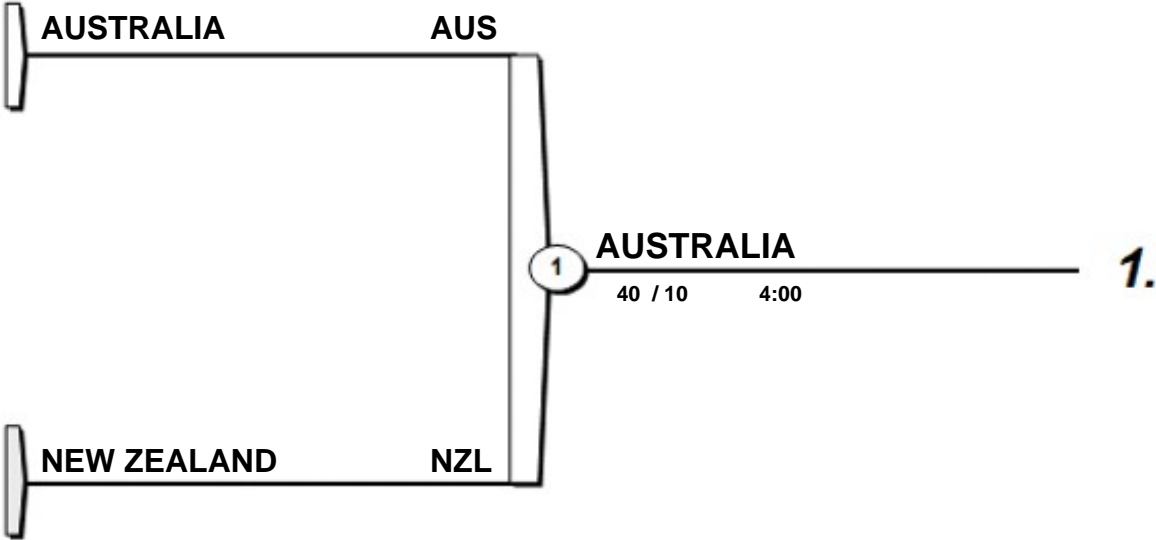 AUSTRALIA AUS
1
AUSTRALIA
1.
40 / 10 4:00
NEW ZEALAND NZL